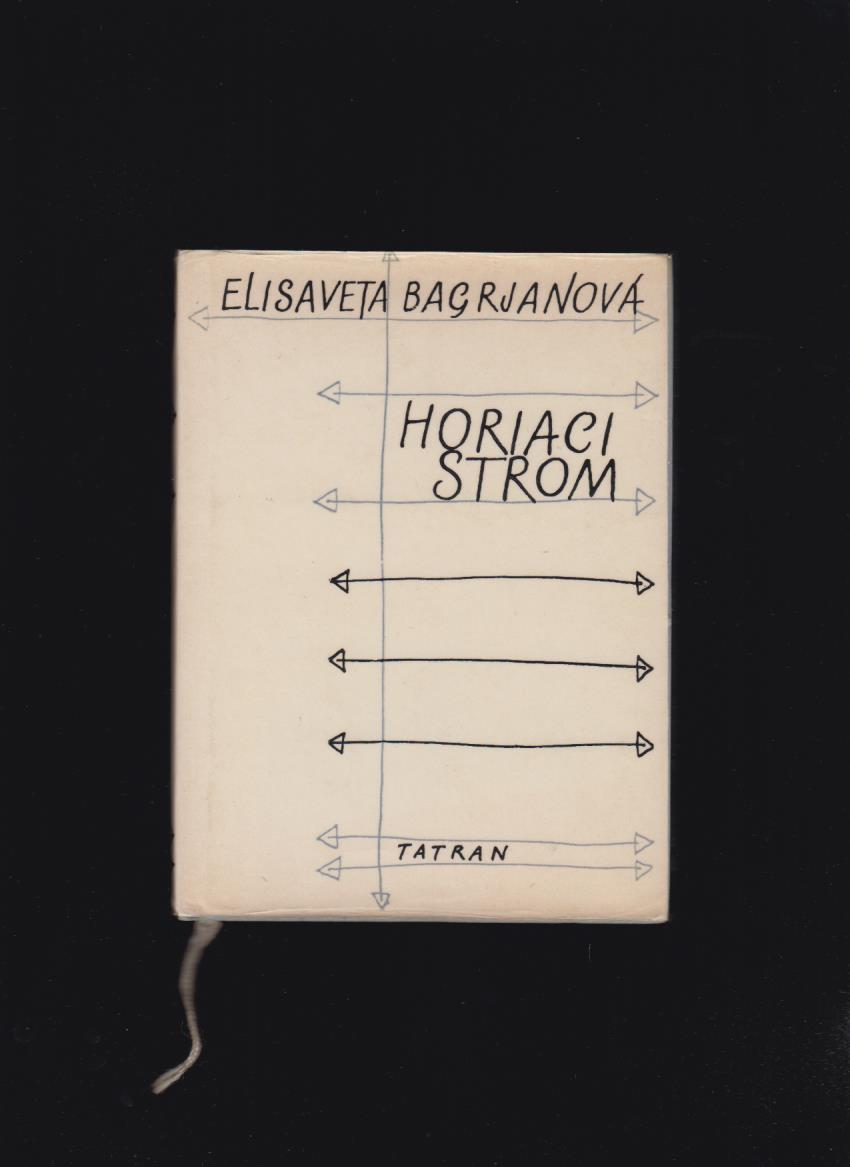 ELISAVETA BAGRJANOVÁ
HORIACI
STROM
TATRAN